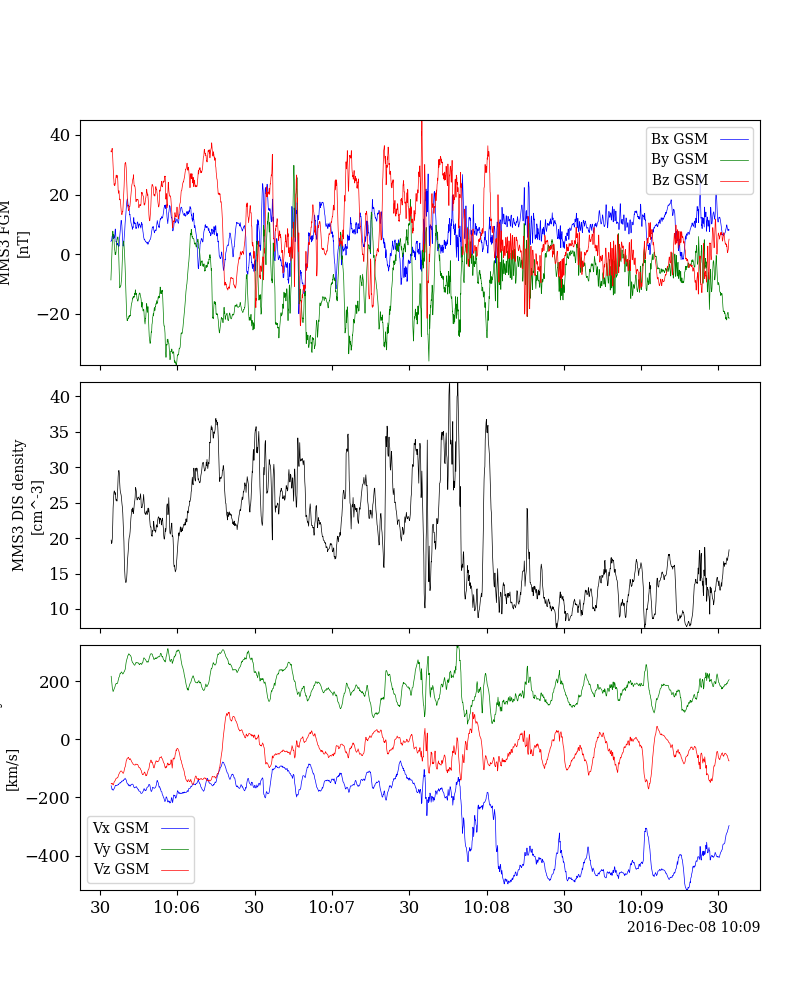 MMS3 FGM
[nT]
40
20
0
−20
Bx GSM
By GSM
Bz GSM
MMS3 DIS density
[cm^-3]
40
35
30
25
20
15
10
[km/s]
200
0
−200
−400
Vx GSM
Vy GSM
Vz GSM
30
10:06
30
10:07
30
10:08
30
10:09
30
2016-Dec-08 10:09